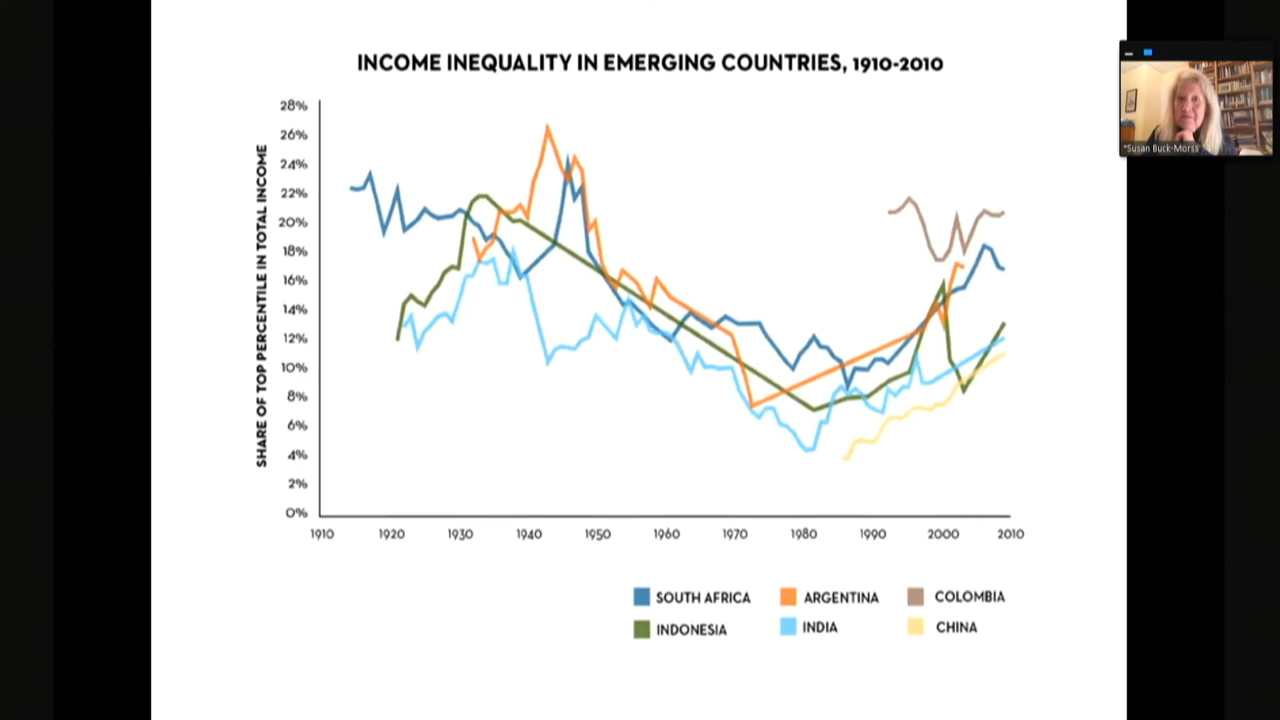 INCOME INEQUALITY IN EMERGING COUNTRIES, 1910-2010
SHARE OF TOP PERCENTILE IN TOTAL INCOME
28%
26%
24%
22%
20%
18%
16%
14%
12%
10%
8%
6%
4%
2%
0%
1910 1920 1930 1940 1950 1960 1970 1980 1990 2000 2010
SOUTH AFRICA ARGENTINA COLOMBIA
INDONESIA INDIA CHINA
*Susan Buck-Morss